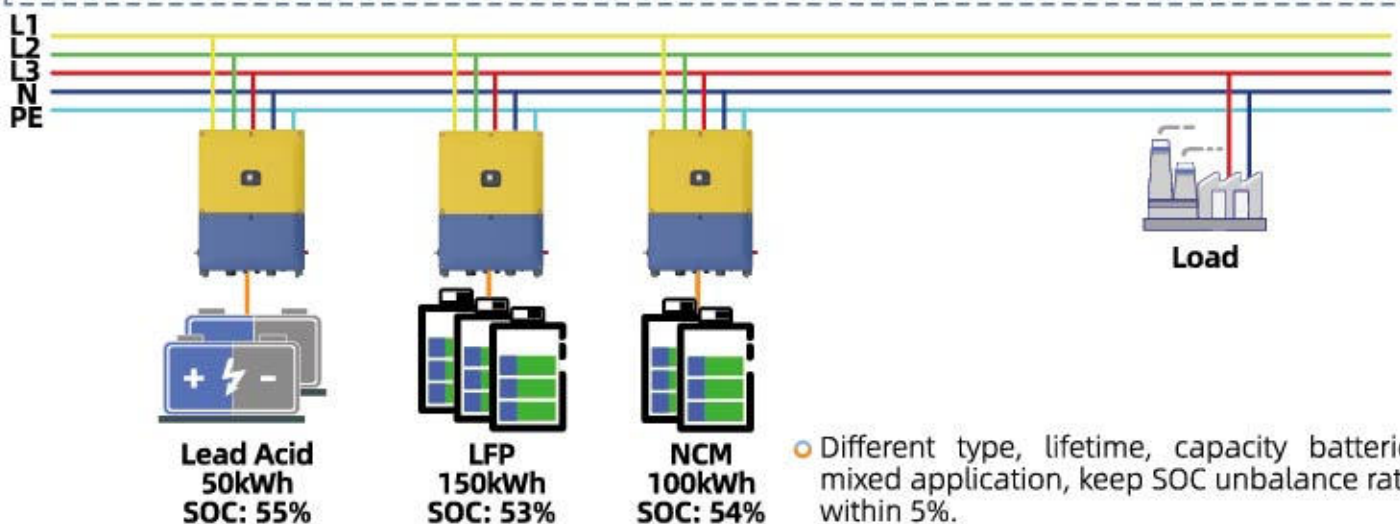 L1
L2
L3
N
PE
Load
Lead Acid
50kWh
SOC: 55%
LFP
150kWh
SOC: 53%
NCM
100kWh
SOC: 54%
Different type, lifetime, capacity
mixed application, keep SOC unbalance
within 5%.